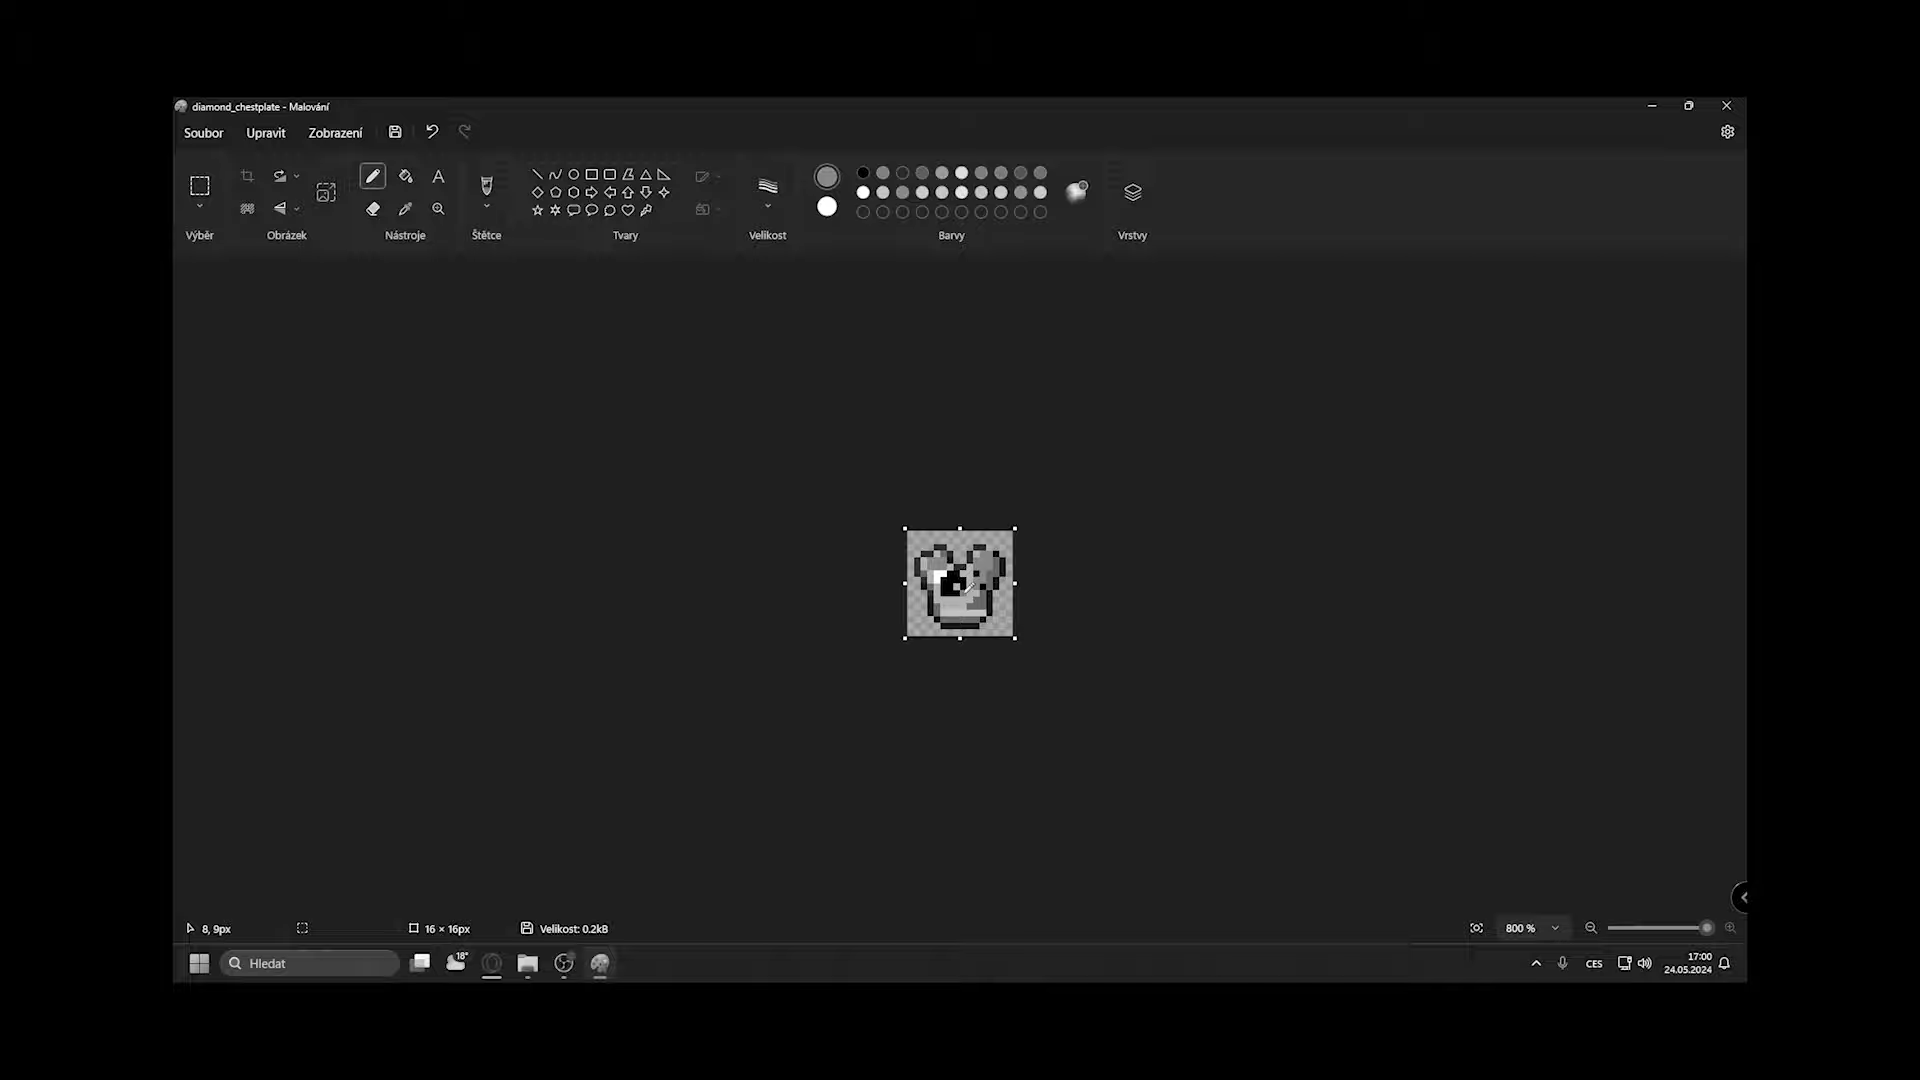 diamond_chestplate - Malování
Soubor Upravit Zobrazení
A
Výběr Obrázek Nástroje Štětce Tvary Velikost Barvy Vrstvy
8, 9px 16 × 16px Velikost: 0.2kB 800 %
Hledat 18° CES 17:00
24.05.2024